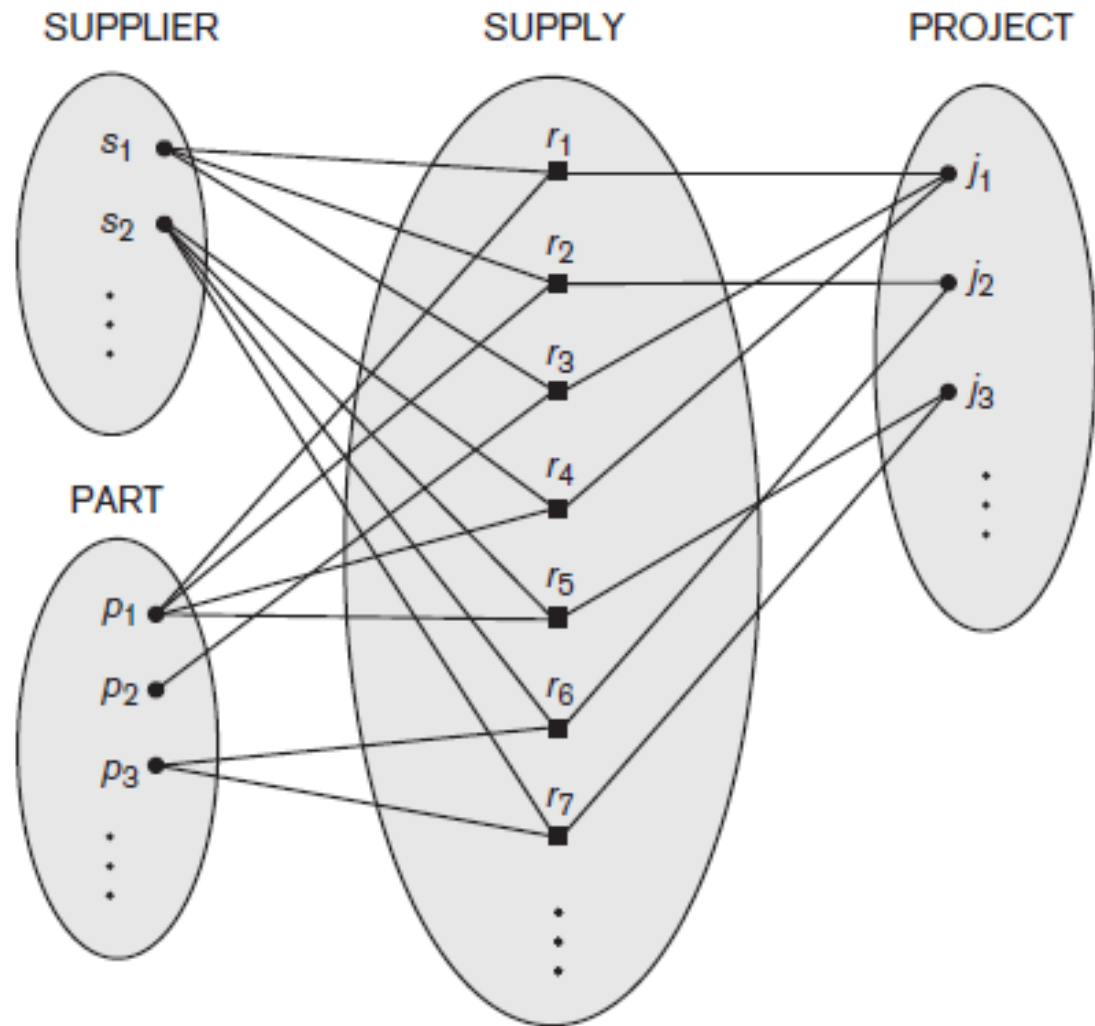 SUPPLIER
SUPPLY
PROJECT
s1
s2
r1
r2
r3
r4
r5
r6
r7
j1
j2
j3
PART
p1
p2
p3